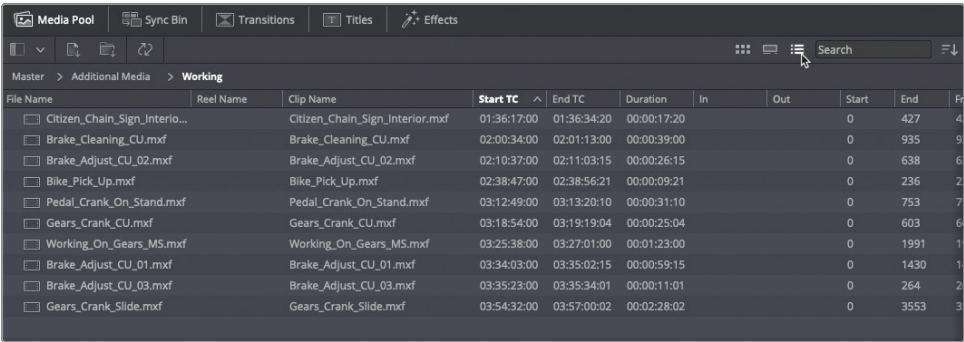 Media Pool Sync Bin Transitions Titles Effects
Search
Master > Additional Media > Working
File Name Reel Name Clip Name Start TC End TC Duration In Out Start End
Citizen_Chain_Sign_Interio... Citizen_Chain_Sign_Interior.mxf 01:36:17:00 01:36:34:20 00:00:17:20 0 427
Brake_Cleaning_CU.mxf Brake_Cleaning_CU.mxf 02:00:34:00 02:01:13:00 00:00:39:00 0 935
Brake_Adjust_CU_02.mxf Brake_Adjust_CU_02.mxf 02:10:37:00 02:11:03:15 00:00:26:15 0 638
Bike_Pick_Up.mxf Bike_Pick_Up.mxf 02:38:47:00 02:38:56:21 00:00:09:21 0 236
Pedal_Crank_On_Stand.mxf Pedal_Crank_On_Stand.mxf 03:12:49:00 03:13:20:10 00:00:31:10 0 753
Gears_Crank_CU.mxf Gears_Crank_CU.mxf 03:18:54:00 03:19:19:04 00:00:25:04 0 603
Working_On_Gears_MS.mxf Working_On_Gears_MS.mxf 03:25:38:00 03:27:01:00 00:01:23:00 0 1991
Brake_Adjust_CU_01.mxf Brake_Adjust_CU_01.mxf 03:34:03:00 03:35:02:15 00:00:59:15 0 1430
Brake_Adjust_CU_03.mxf Brake_Adjust_CU_03.mxf 03:35:23:00 03:35:34:01 00:00:11:01 0 264
Gears_Crank_Slide.mxf Gears_Crank_Slide.mxf 03:54:32:00 03:57:00:02 00:02:28:02 0 3553